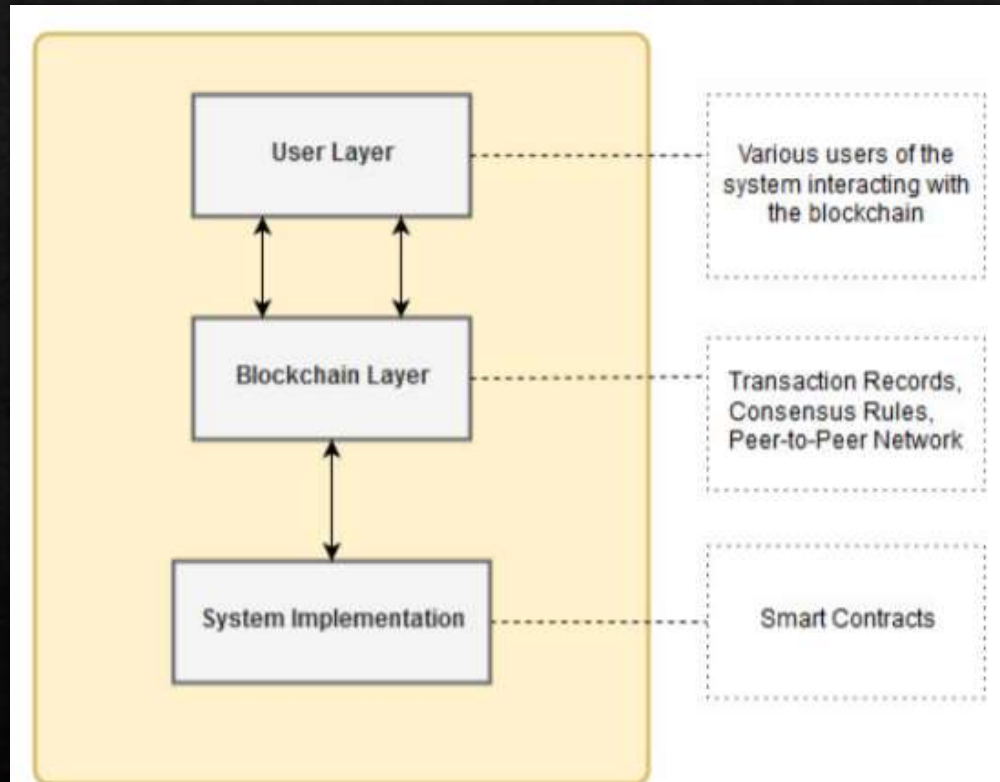 User Layer
Various users of the
system interacting with
the blockchain
Blockchain Layer
Transaction Records,
Consensus Rules,
Peer-to-Peer Network
System Implementation
Smart Contracts